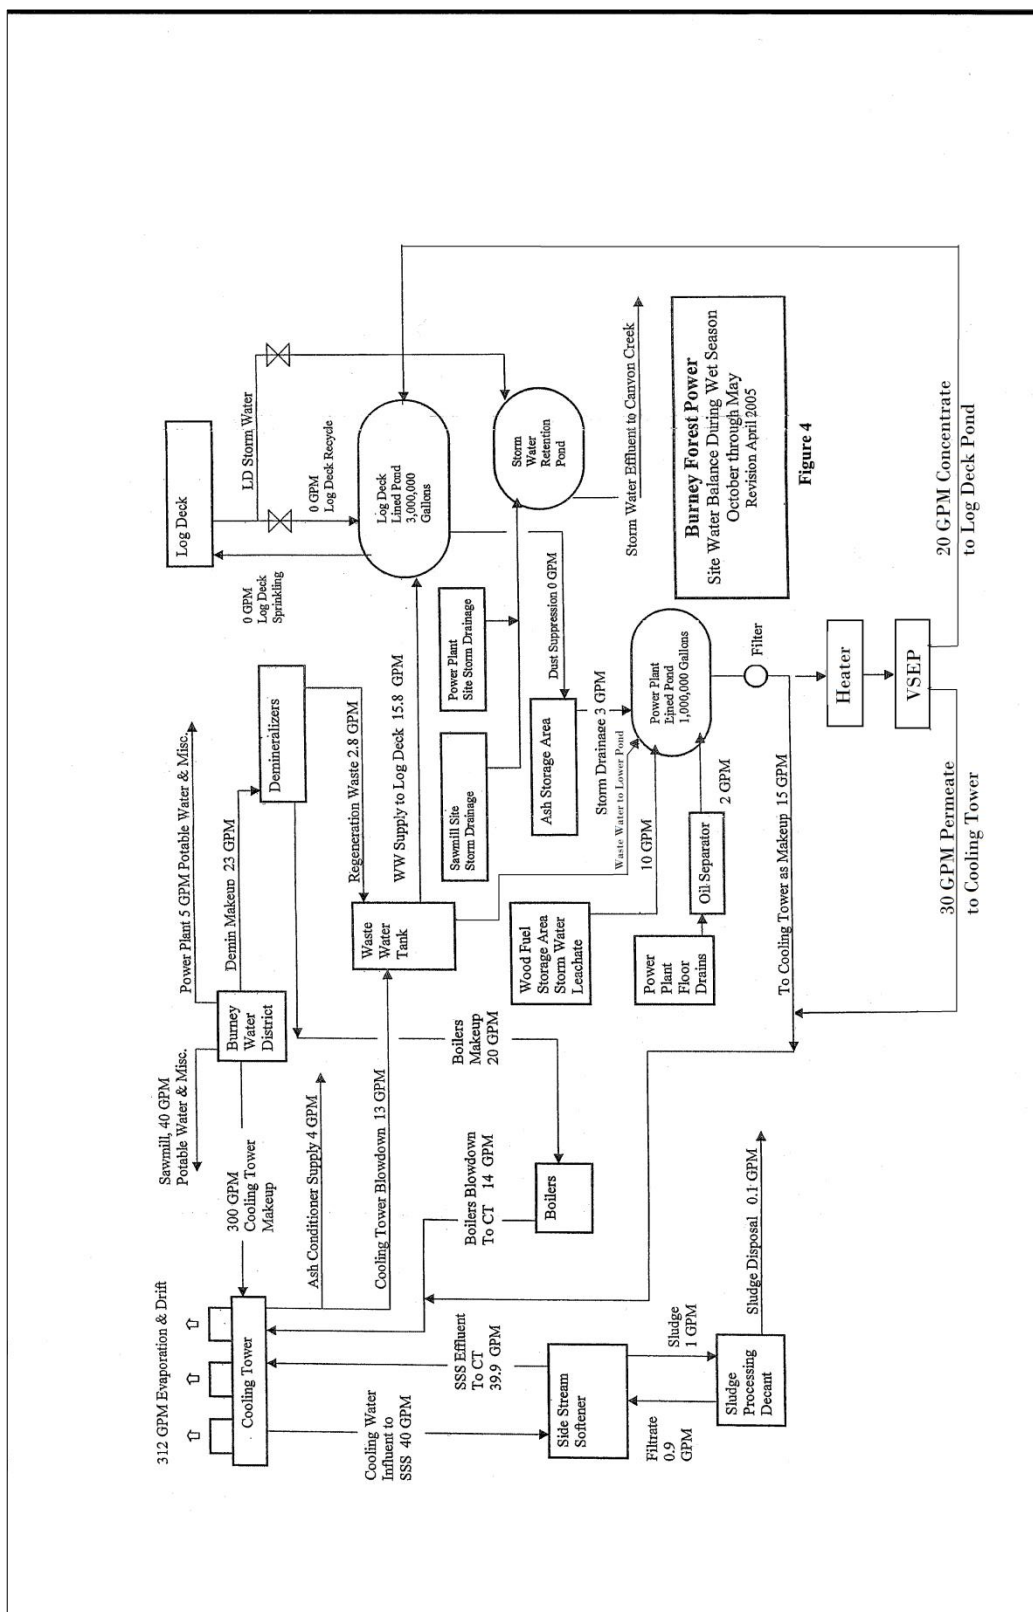 312 GPM Evaporation & Drift
Cooling Tower
Sawmill, 40 GPM
Potable Water & Misc.
300 GPM
Cooling Tower
Makeup
Burney
Water
District
Power Plant 5 GPM Potable Water & Misc.
Demin Makeup 23 GPM
Demineralizers
0 GPM
Log Deck
Sprinkling
Log Deck
LD Storm Water
0 GPM
Log Deck Recycle
Ash Conditioner Supply 4 GPM
Cooling Tower Blowdown 13 GPM
Regeneration Waste 2.8 GPM
Waste
Water
Tank
WW Supply to Log Deck 15.8 GPM
Log Deck
Lined Pond
3,000,000
Gallons
Cooling Water
Influent to
SSS 40 GPM
SSS Effluent
To CT
39.9 GPM
Boilers Blowdown
To CT 14 GPM
Boilers
Makeup
20 GPM
Boilers
Sawmill Site
Storm Drainage
Power Plant
Site Storm Drainage
Storm
Water
Retention
Pond
Side Stream
Softener
Wood Fuel
Storage Area
Storm Water
Leachate
Ash Storage Area
Dust Suppression 0 GPM
Storm Drainage 3 GPM
Waste Water to Lower Pond
10 GPM
Storm Water Effluent to Canyon Creek
Filtrate
0.9
GPM
Sludge
1 GPM
Sludge
Processing
Decant
Sludge Disposal 0.1 GPM
Power
Plant
Floor
Drains
Oil Separator
2 GPM
Power Plant
Lined Pond
1,000,000 Gallons
Filter
To Cooling Tower as Makeup 15 GPM
Heater
VSEP
30 GPM Permeate
to Cooling Tower
20 GPM Concentrate
to Log Deck Pond
Burney Forest Power
Site Water Balance During Wet Season
October through May
Revision April 2005
Figure 4